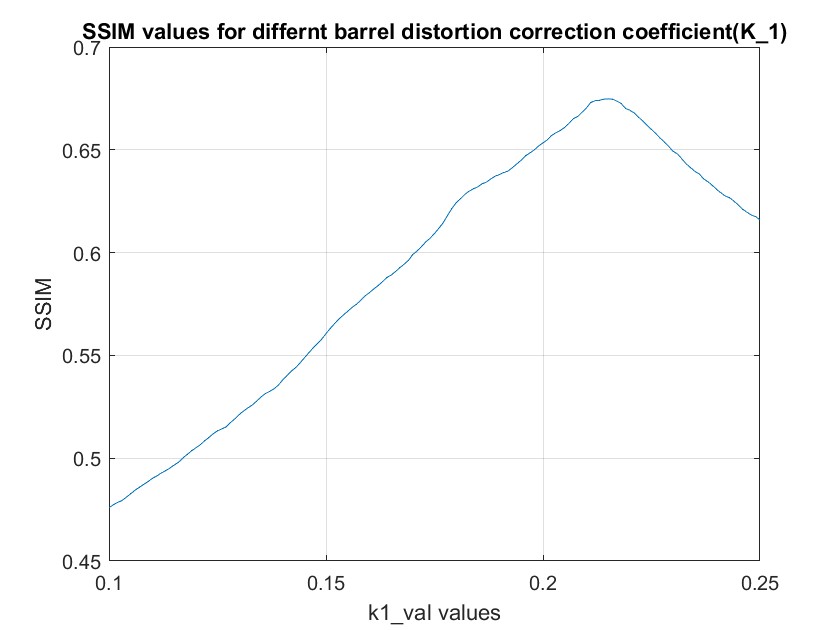 SSIM values for differnt barrel distortion correction coefficient(K_1)
0.7
0.65
0.6
0.55
0.5
0.45
SSIM
0.1 0.15 0.2 0.25
k1_val values